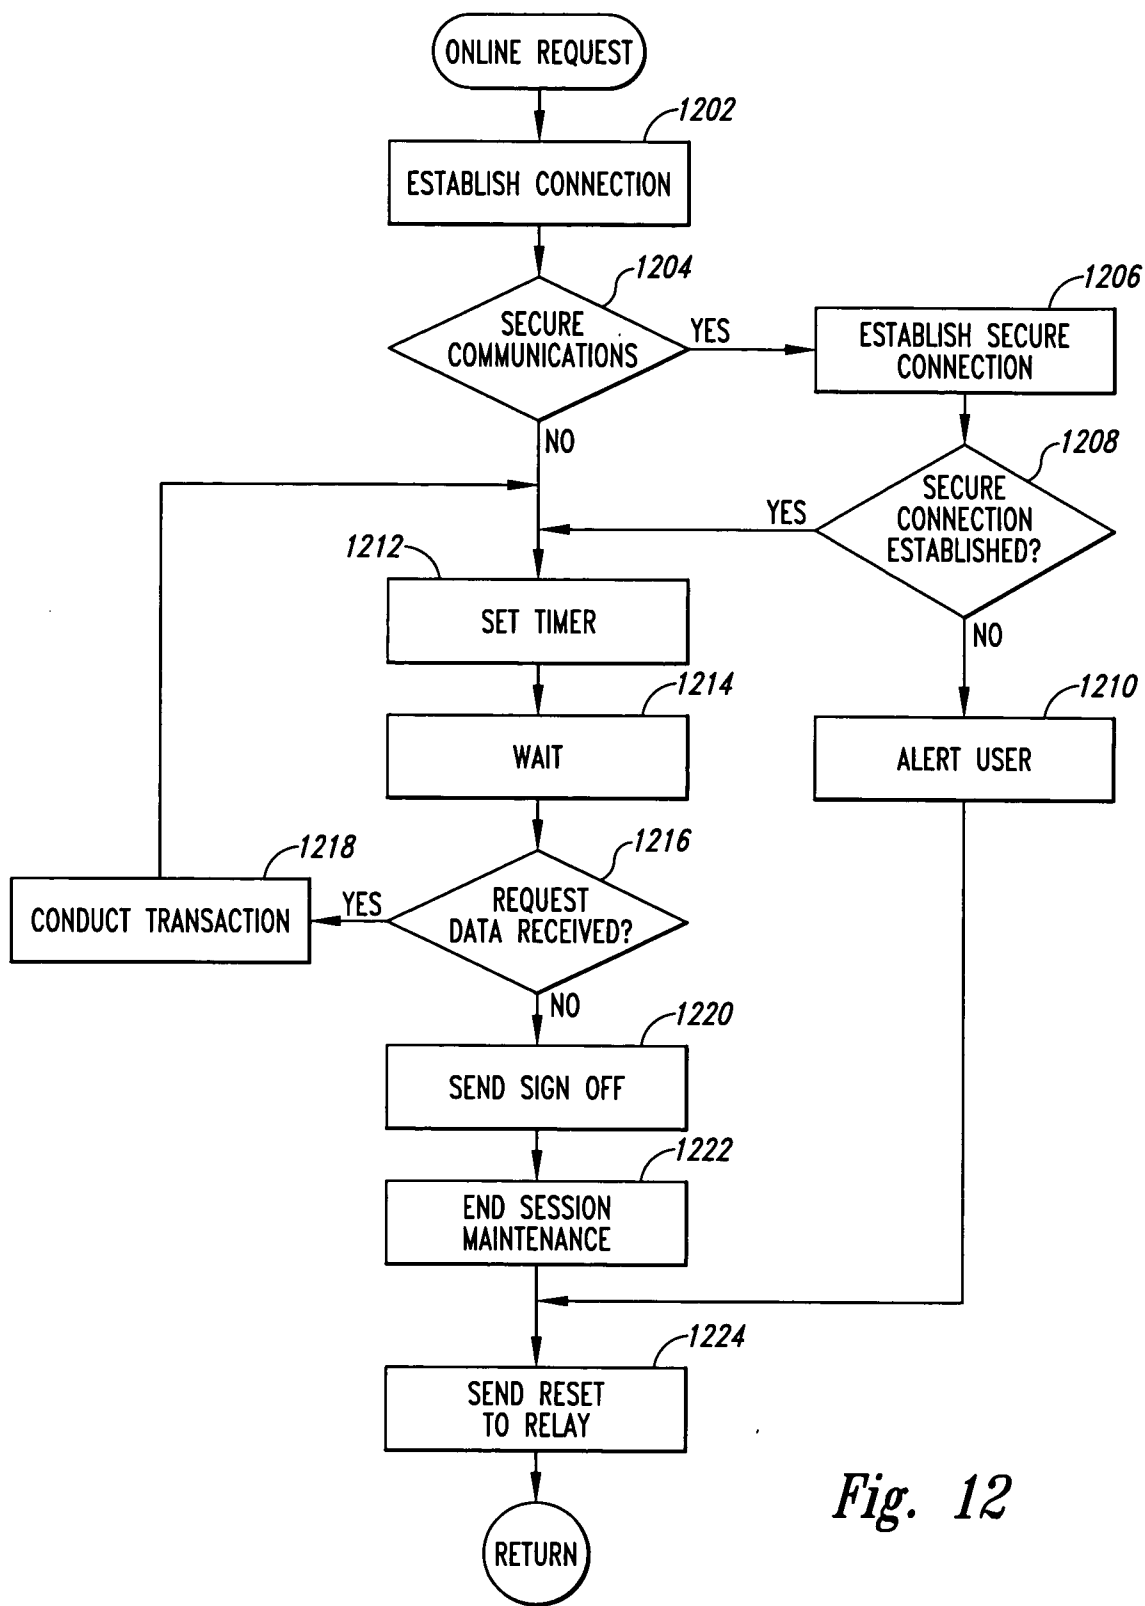 ONLINE REQUEST
1202
ESTABLISH CONNECTION
1204
SECURE
COMMUNICATIONS
YES
1206
ESTABLISH SECURE
CONNECTION
NO
1208
SECURE
CONNECTION
ESTABLISHED?
YES
1212
SET TIMER
NO
1214
WAIT
1210
ALERT USER
1216
REQUEST
DATA RECEIVED?
YES
1218
CONDUCT TRANSACTION
NO
1220
SEND SIGN OFF
1222
END SESSION
MAINTENANCE
1224
SEND RESET
TO RELAY
RETURN
Fig. 12